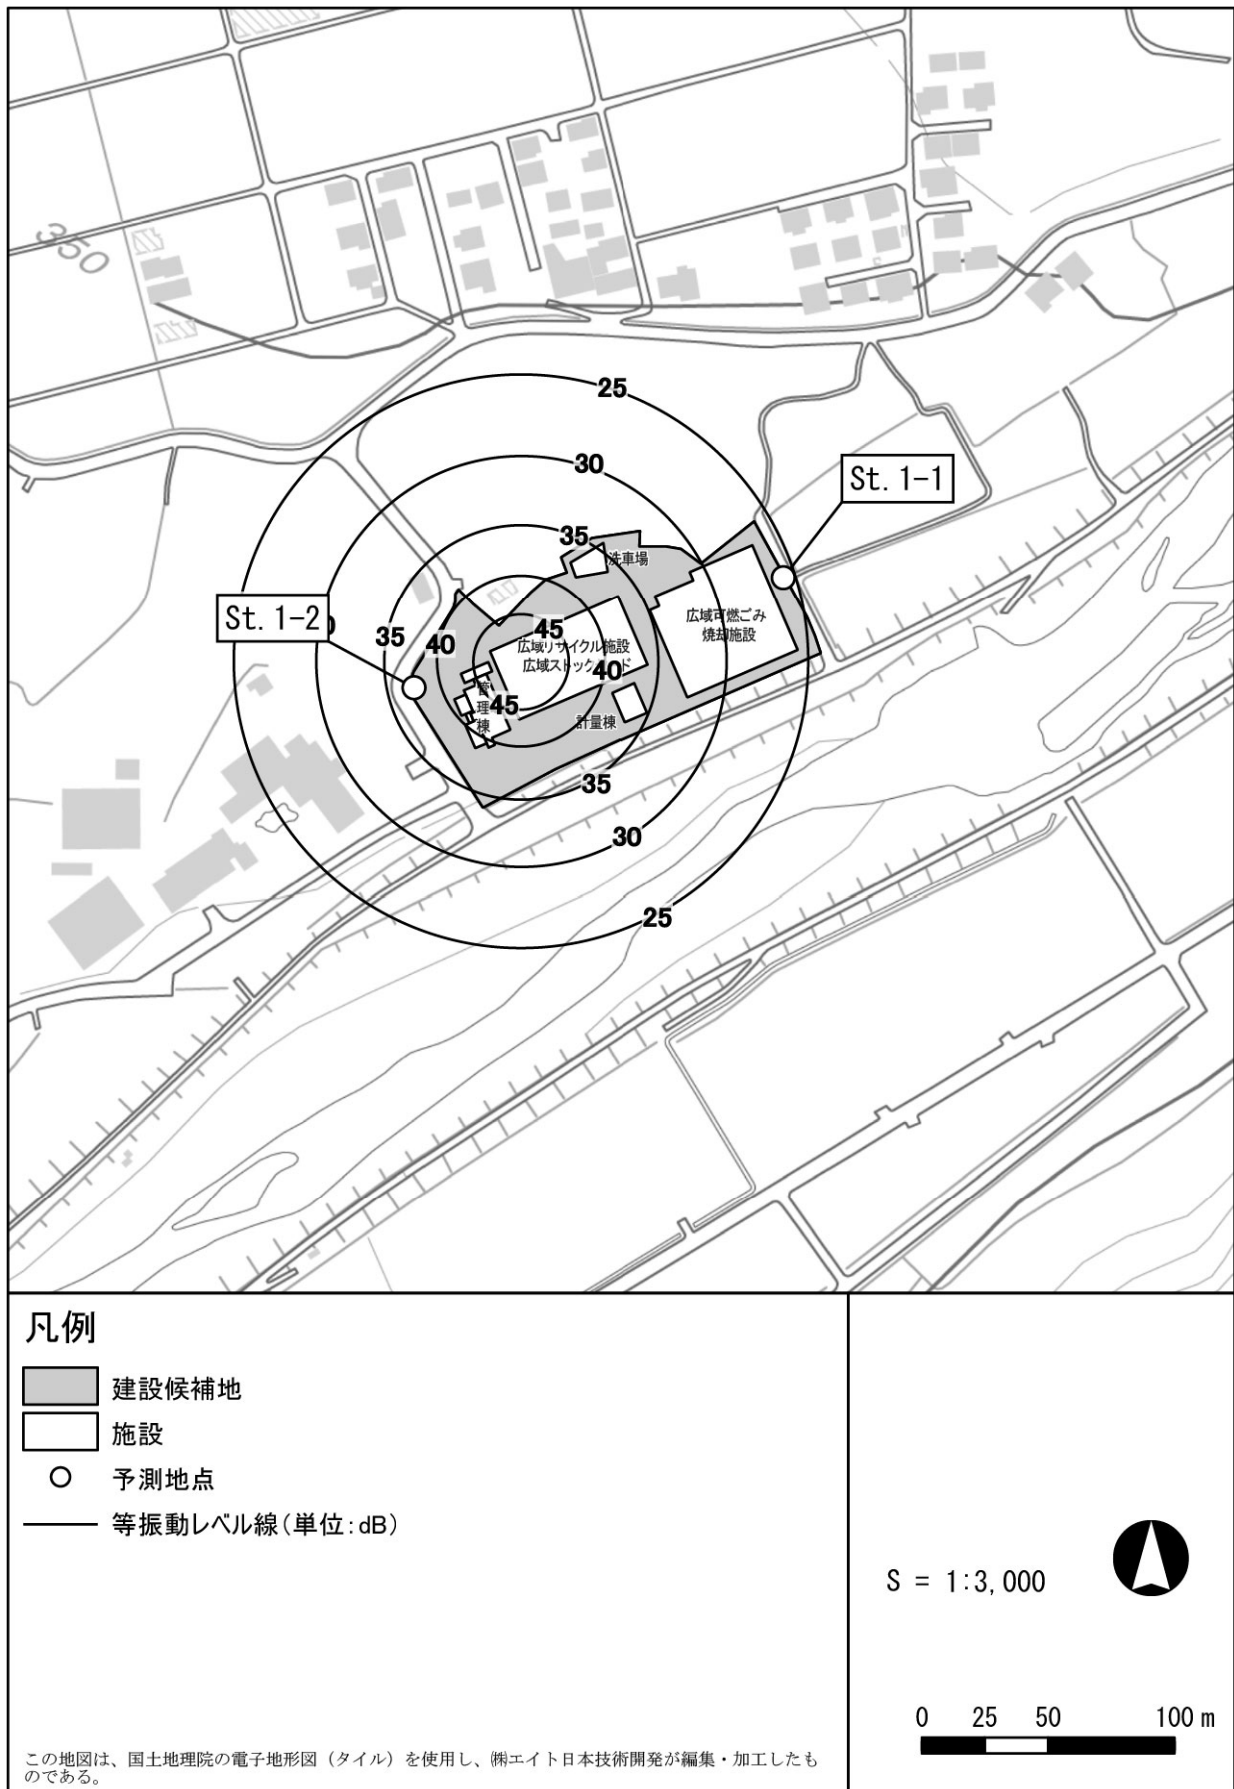 350
25
30
St. 1-1
35
洗車場
St. 1-2
35
40
45
広域リサイクル施設
広域ストックヤード
40
広域可燃ごみ
焼却施設
管理棟
45
計量棟
35
30
25
凡例
建設候補地
施設
予測地点
等振動レベル線(単位:dB)
S = 1:3,000
0 25 50 100 m
この地図は、国土地理院の電子地形図（タイル）を使用し、㈱エイト日本技術開発が編集・加工したも
のである。